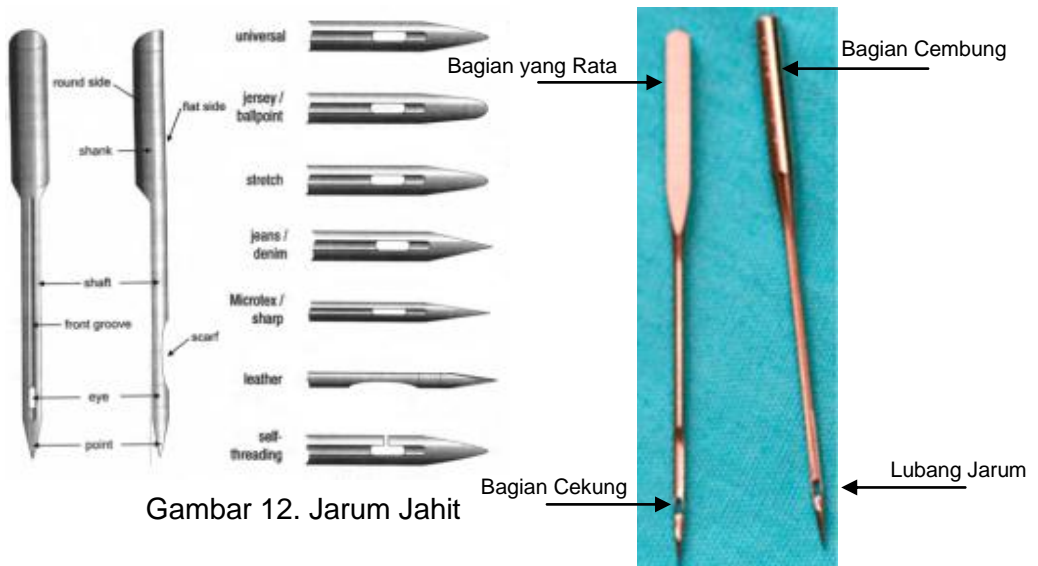 round side
flat side
shank
shaft
front groove
scarf
eye
point
universal
jersey /
ballpoint
stretch
jeans /
denim
Microtex /
sharp
leather
self-
threading
Gambar 12. Jarum Jahit
Bagian yang Rata
Bagian Cembung
Bagian Cekung
Lubang Jarum